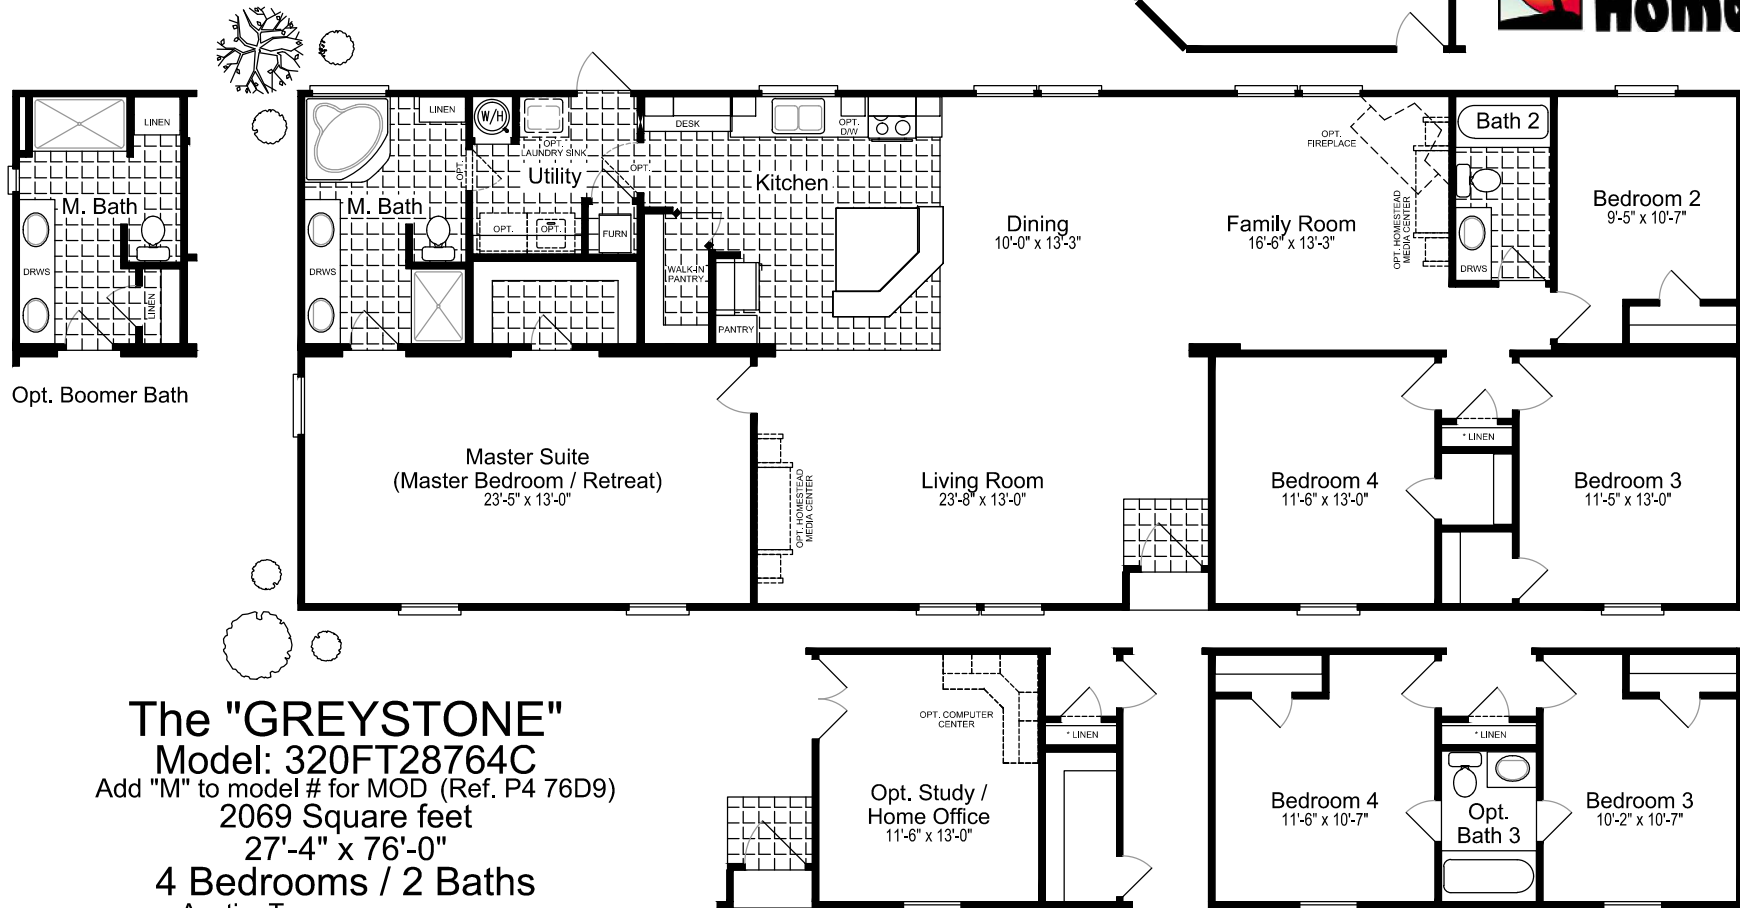 Home
LINEN
M. Bath
DRWS
LINEN
Opt. Boomer Bath
LINEN
W/H
OPT.
LAUNDRY SINK
OPT.
Utility
OPT.
M. Bath
OPT.
OPT.
FURN
DRWS
DESK
OPT.
D/W
Kitchen
WALK-IN
PANTRY
PANTRY
Dining
10'-0" x 13'-3"
OPT.
FIREPLACE
Family Room
16'-6" x 13'-3"
OPT. HOMESTEAD
MEDIA CENTER
Bath 2
DRWS
Bedroom 2
9'-5" x 10'-7"
Master Suite
(Master Bedroom / Retreat)
23'-5" x 13'-0"
OPT. HOMESTEAD
MEDIA CENTER
Living Room
23'-8" x 13'-0"
Bedroom 4
11'-6" x 13'-0"
* LINEN
Bedroom 3
11'-5" x 13'-0"
The "GREYSTONE"
Model: 320FT28764C
Add "M" to model # for MOD (Ref. P4 76D9)
2069 Square feet
27'-4" x 76'-0"
4 Bedrooms / 2 Baths
OPT. COMPUTER
CENTER
Opt. Study /
Home Office
11'-6" x 13'-0"
* LINEN
Bedroom 4
11'-6" x 10'-7"
* LINEN
Opt.
Bath 3
Bedroom 3
10'-2" x 10'-7"